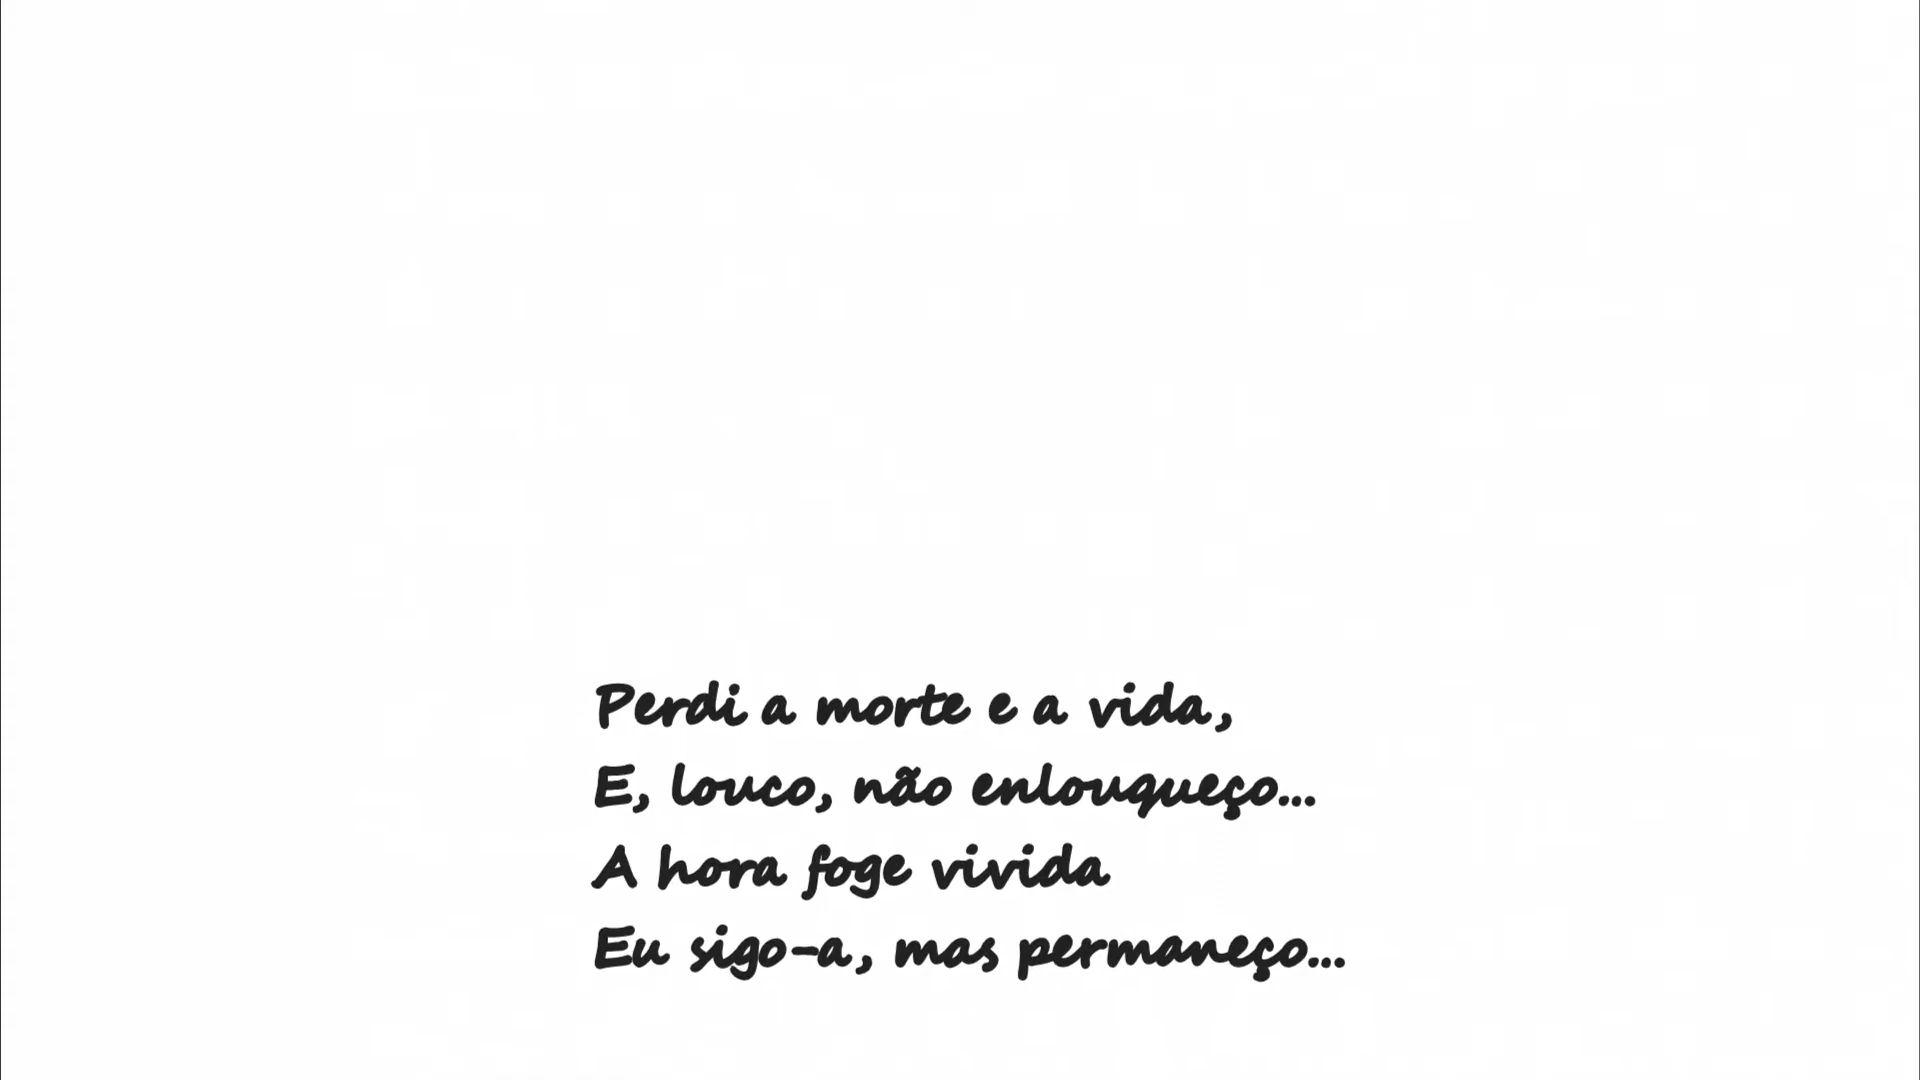 Perdi a morte e a vida,
E, louco, não enlouqueço...
A hora foge vivida
Eu sigo-a, mas permaneço...